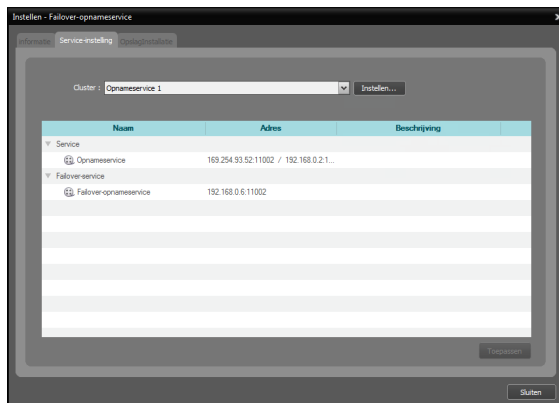 Instellen - Failover-opnameservice
Informatie Service-instelling OpslagInstallatie
Cluster : Opnameservice 1 Instellen...
Naam Adres Beschrijving
Service
Opnameservice 169.254.93.52:11002 / 192.168.0.2:1...
Failover-service
Failover-opnameservice 192.168.0.6:11002
Toepassen
Sluiten